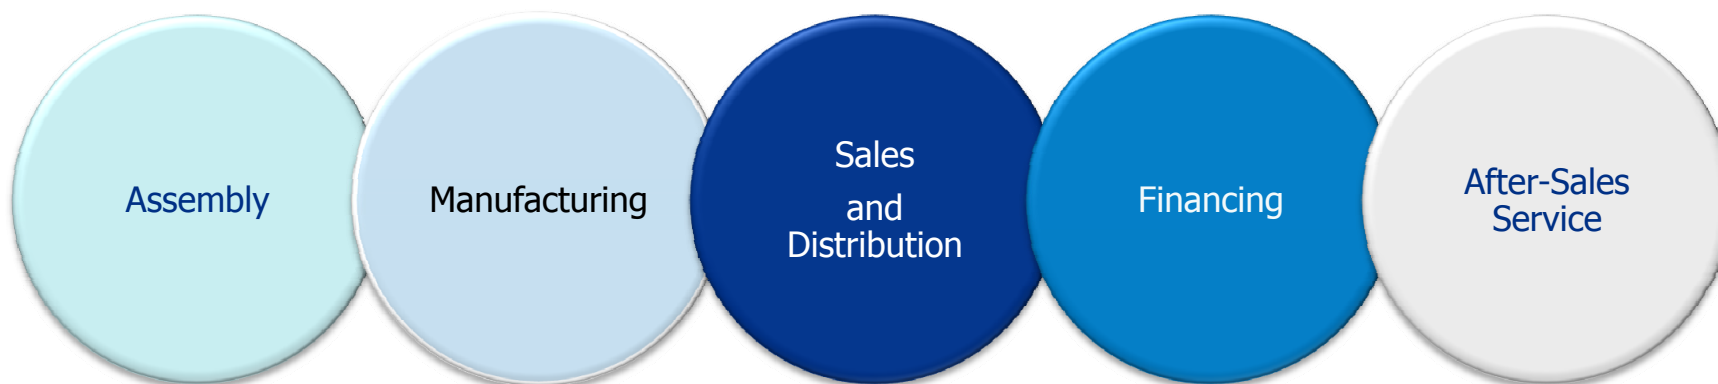 Assembly
Manufacturing
Sales
and
Distribution
Financing
After-Sales
Service